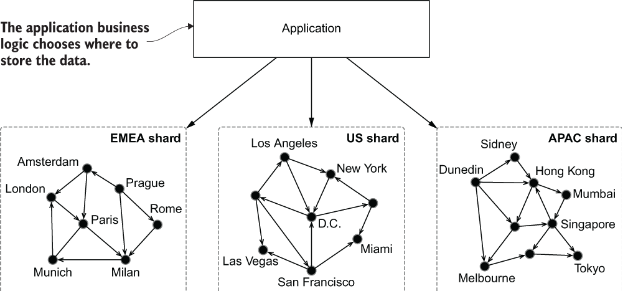 The application business
logic chooses where to
store the data.
Application
EMEA shard
Amsterdam
London
Prague
Rome
Paris
Munich
Milan
US shard
Los Angeles
New York
D.C.
Las Vegas
Miami
San Francisco
APAC shard
Sidney
Dunedin
Hong Kong
Mumbai
Singapore
Melbourne
Tokyo